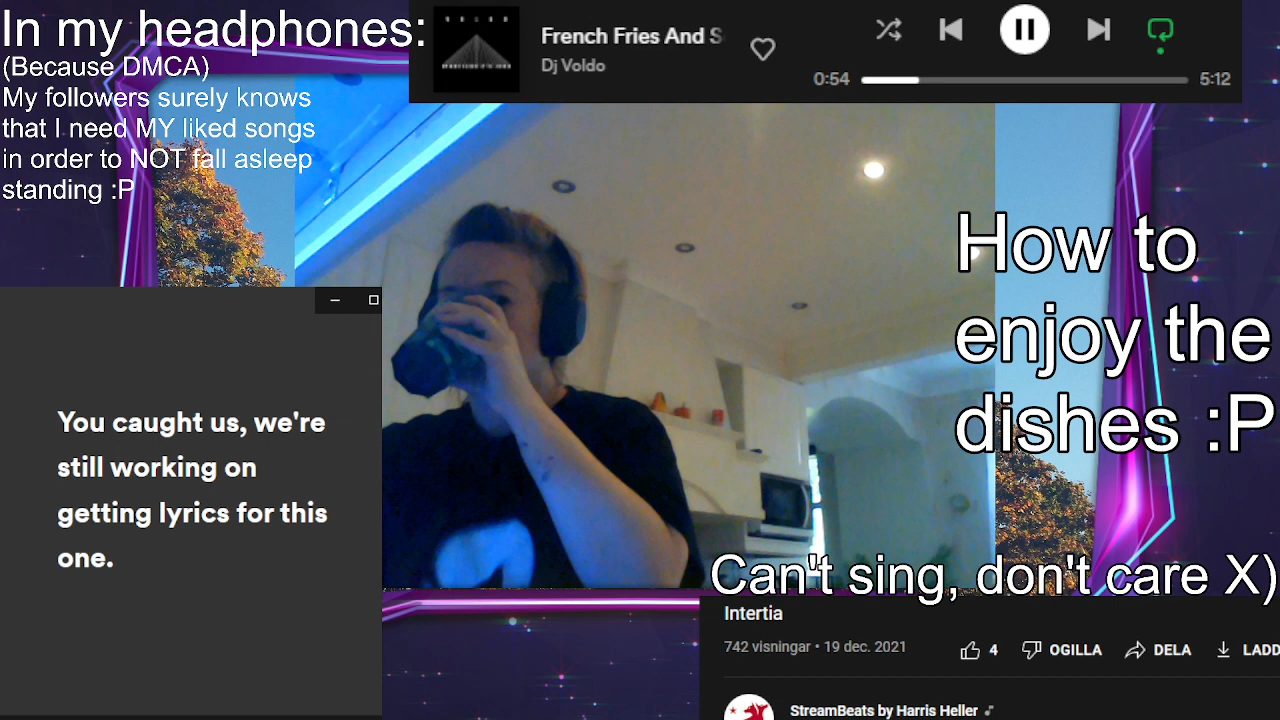 In my headphones:
(Because DMCA)
My followers surely knows
that I need MY liked songs
in order to NOT fall asleep
standing :P
French Fries And S
Dj Voldo
0:54
5:12
How to
enjoy the
dishes :P
You caught us, we're
still working on
getting lyrics for this
one.
Can't sing, don't care X)
Intertia
742 visningar • 19 dec. 2021
4 OGILLA DELA LADD
StreamBeats by Harris Heller